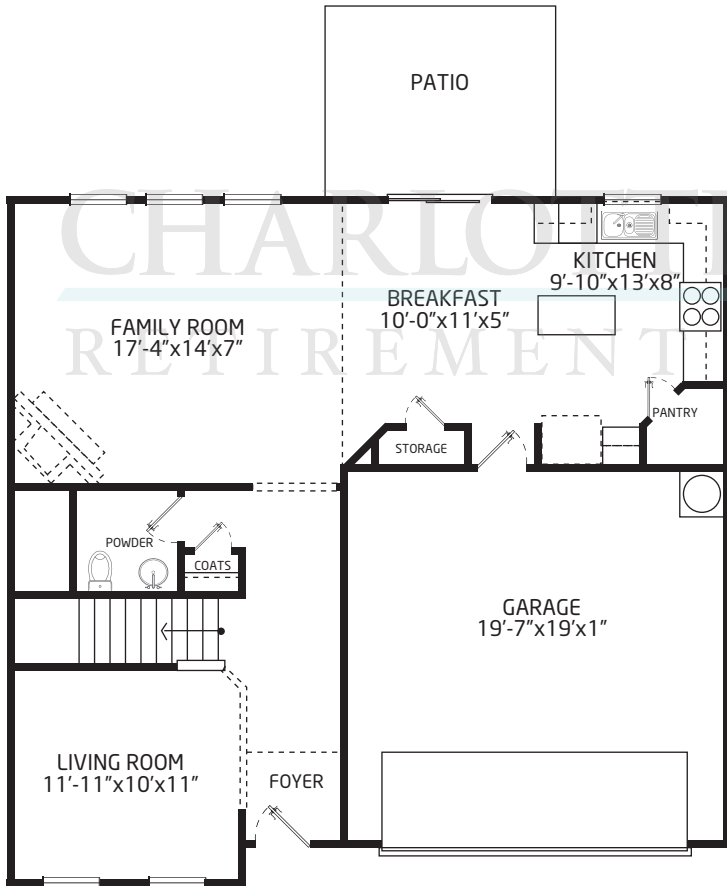 PATIO
CHARLOTTE
KITCHEN
9'-10"x13'x8"
BREAKFAST
10'-0"x11'x5"
FAMILY ROOM
17'-4"x14'x7"
RETIREMENT
PANTRY
STORAGE
POWDER
COATS
GARAGE
19'-7"x19'x1"
LIVING ROOM
11'-11"x10'x11"
FOYER